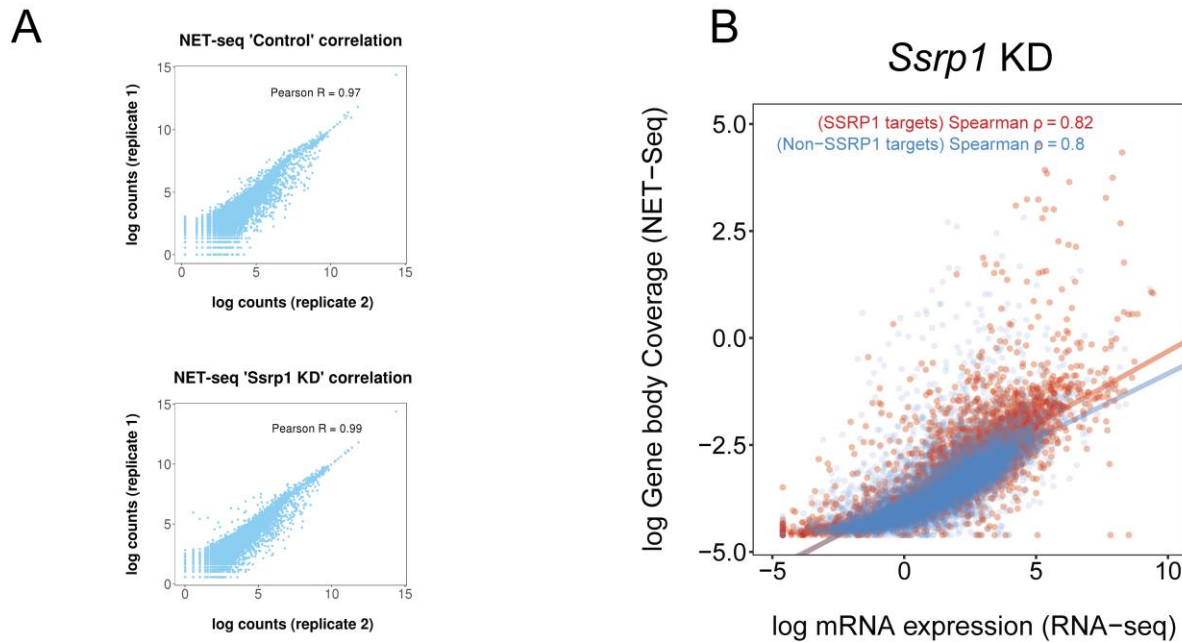 A
NET-seq 'Control' correlation
Pearson R = 0.97
log counts (replicate 1)
15
10
5
0
0 5 10 15
log counts (replicate 2)
NET-seq 'Ssrp1 KD' correlation
Pearson R = 0.99
log counts (replicate 1)
15
10
5
0
0 5 10 15
log counts (replicate 2)
B
Ssrp1 KD
(SSRP1 targets) Spearman ρ = 0.82
(Non−SSRP1 targets) Spearman ρ = 0.8
log Gene body Coverage (NET−Seq)
5.0
2.5
0.0
−2.5
−5.0
−5 0 5 10
log mRNA expression (RNA−seq)